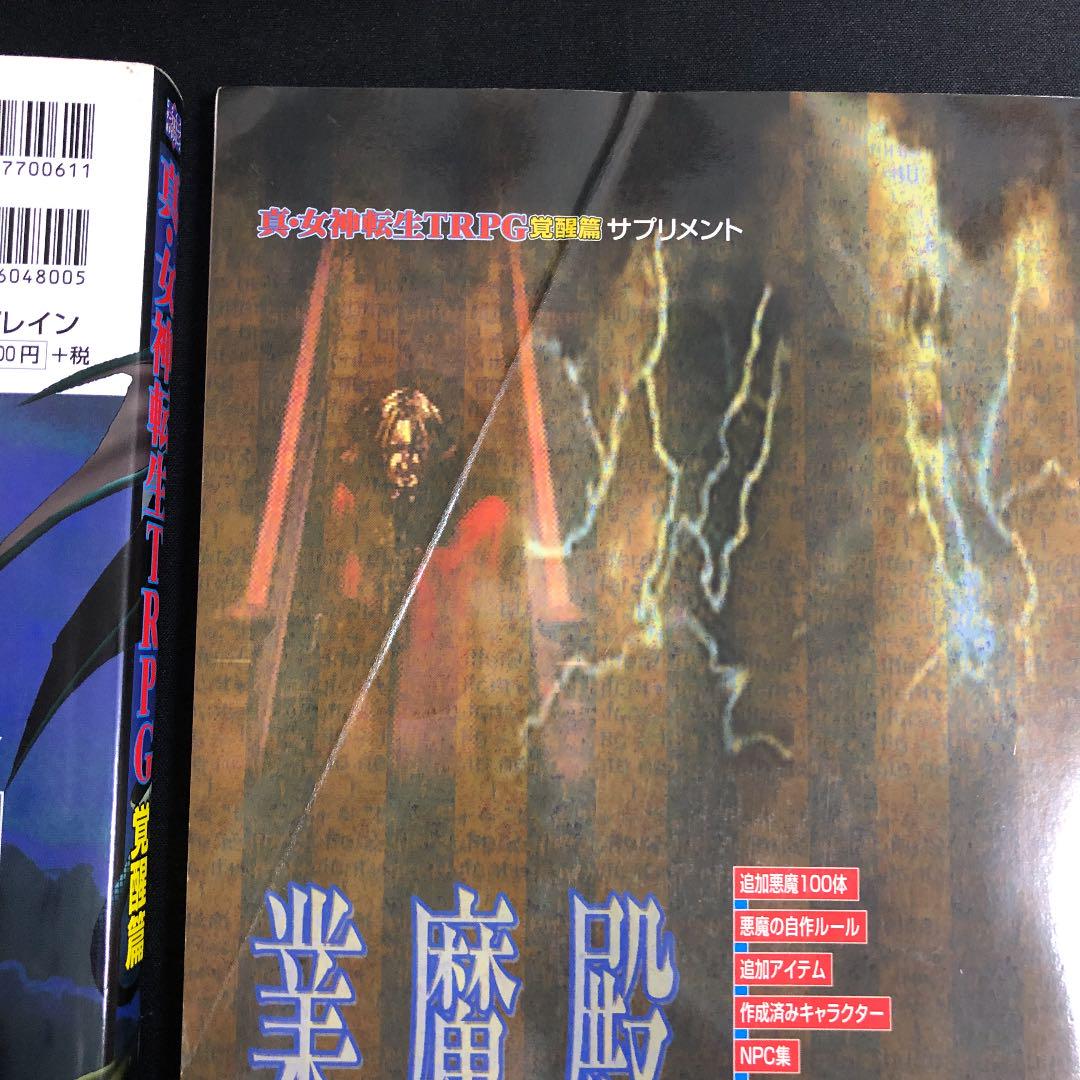 7700611
6048005
レイン
00円 +税
真・女神転生TRPG 覚醒篇
真・女神転生TRPG覚醒篇 サプリメント
業魔殿
追加悪魔100体
悪魔の自作ルール
追加アイテム
作成済みキャラクター
NPC集